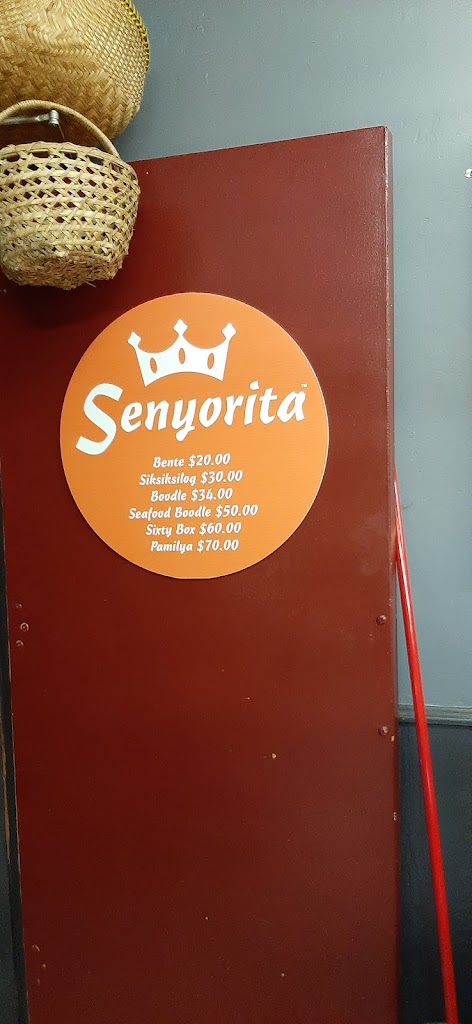 Senyorita™
Bente $20.00
Siksiksilog $30.00
Boodle $34.00
Seafood Boodle $50.00
Sixty Box $60.00
Pamilya $70.00